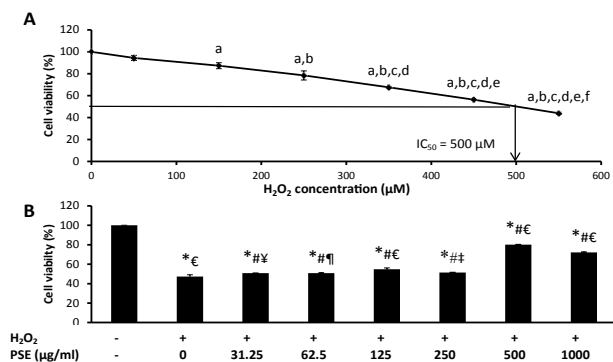 A
120
100
80
60
40
20
0
Cell viability (%)
a
a,b
a,b,c,d
a,b,c,d,e
a,b,c,d,e,f
IC₅₀ = 500 µM
0 100 200 300 400 500 600
H₂O₂ concentration (µM)
B
120
100
80
60
40
20
0
Cell viablity (%)
*€ *#¥ *#¶ *#€ *#‡ *#€ *#€
H₂O₂ - + + + + + + +
PSE (µg/ml) - 0 31.25 62.5 125 250 500 1000